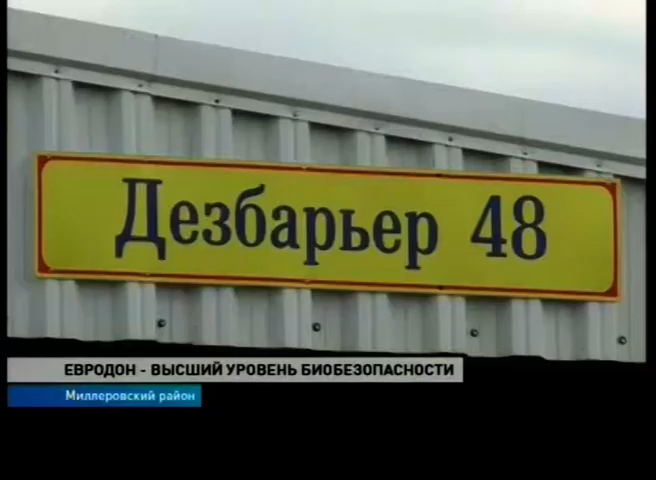 Дезбарьер 48
ЕВРОДОН - ВЫСШИЙ УРОВЕНЬ БИОБЕЗОПАСНОСТИ
Миллеровский район